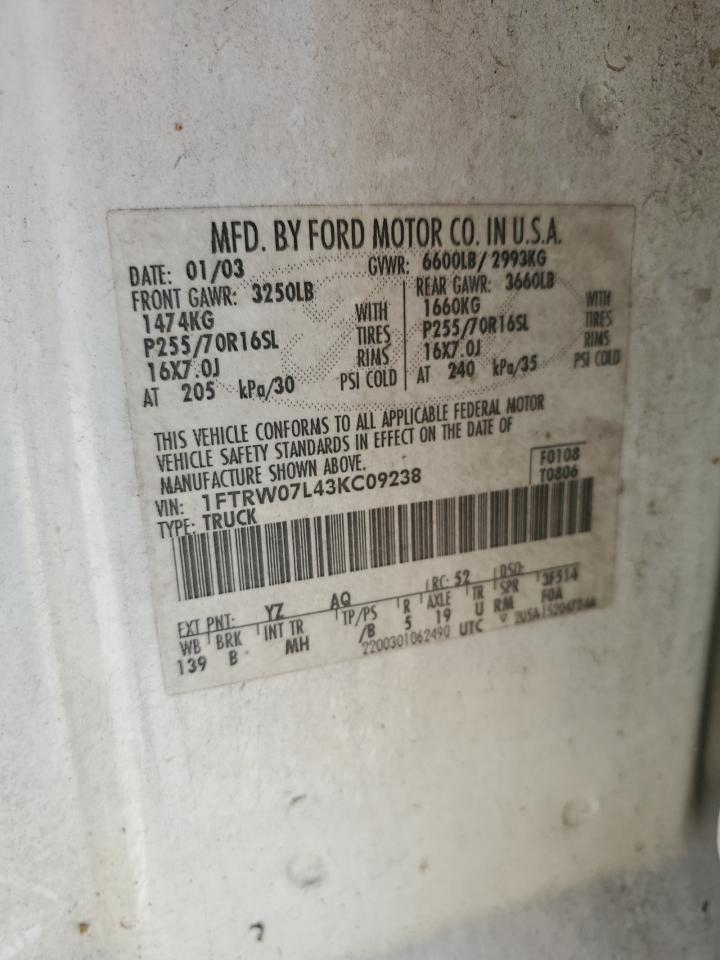 MFD. BY FORD MOTOR CO. IN U.S.A.
DATE: 01/03 GVWR: 6600LB/ 2993KG
FRONT GAWR: 3250LB REAR GAWR: 3660LB
1474KG WITH 1660KG WITH
P255/70R16SL TIRES P255/70R16SL TIRES
16X7.0J RIMS 16X7.0J RIMS
AT 205 kPa/30 PSI COLD AT 240 kPa/35 PSI COLD
THIS VEHICLE CONFORMS TO ALL APPLICABLE FEDERAL MOTOR
VEHICLE SAFETY STANDARDS IN EFFECT ON THE DATE OF
MANUFACTURE SHOWN ABOVE.
F0108
VIN: 1FTRW07L43KC09238 T0806
TYPE: TRUCK
EXT PNT: YZ AQ RC: 52 DSO:
WB BRK INT TR TP/PS R AXLE TR SPR 3F514
139 B MH /B 5 19 U RM F0A
2200301062490 UTC